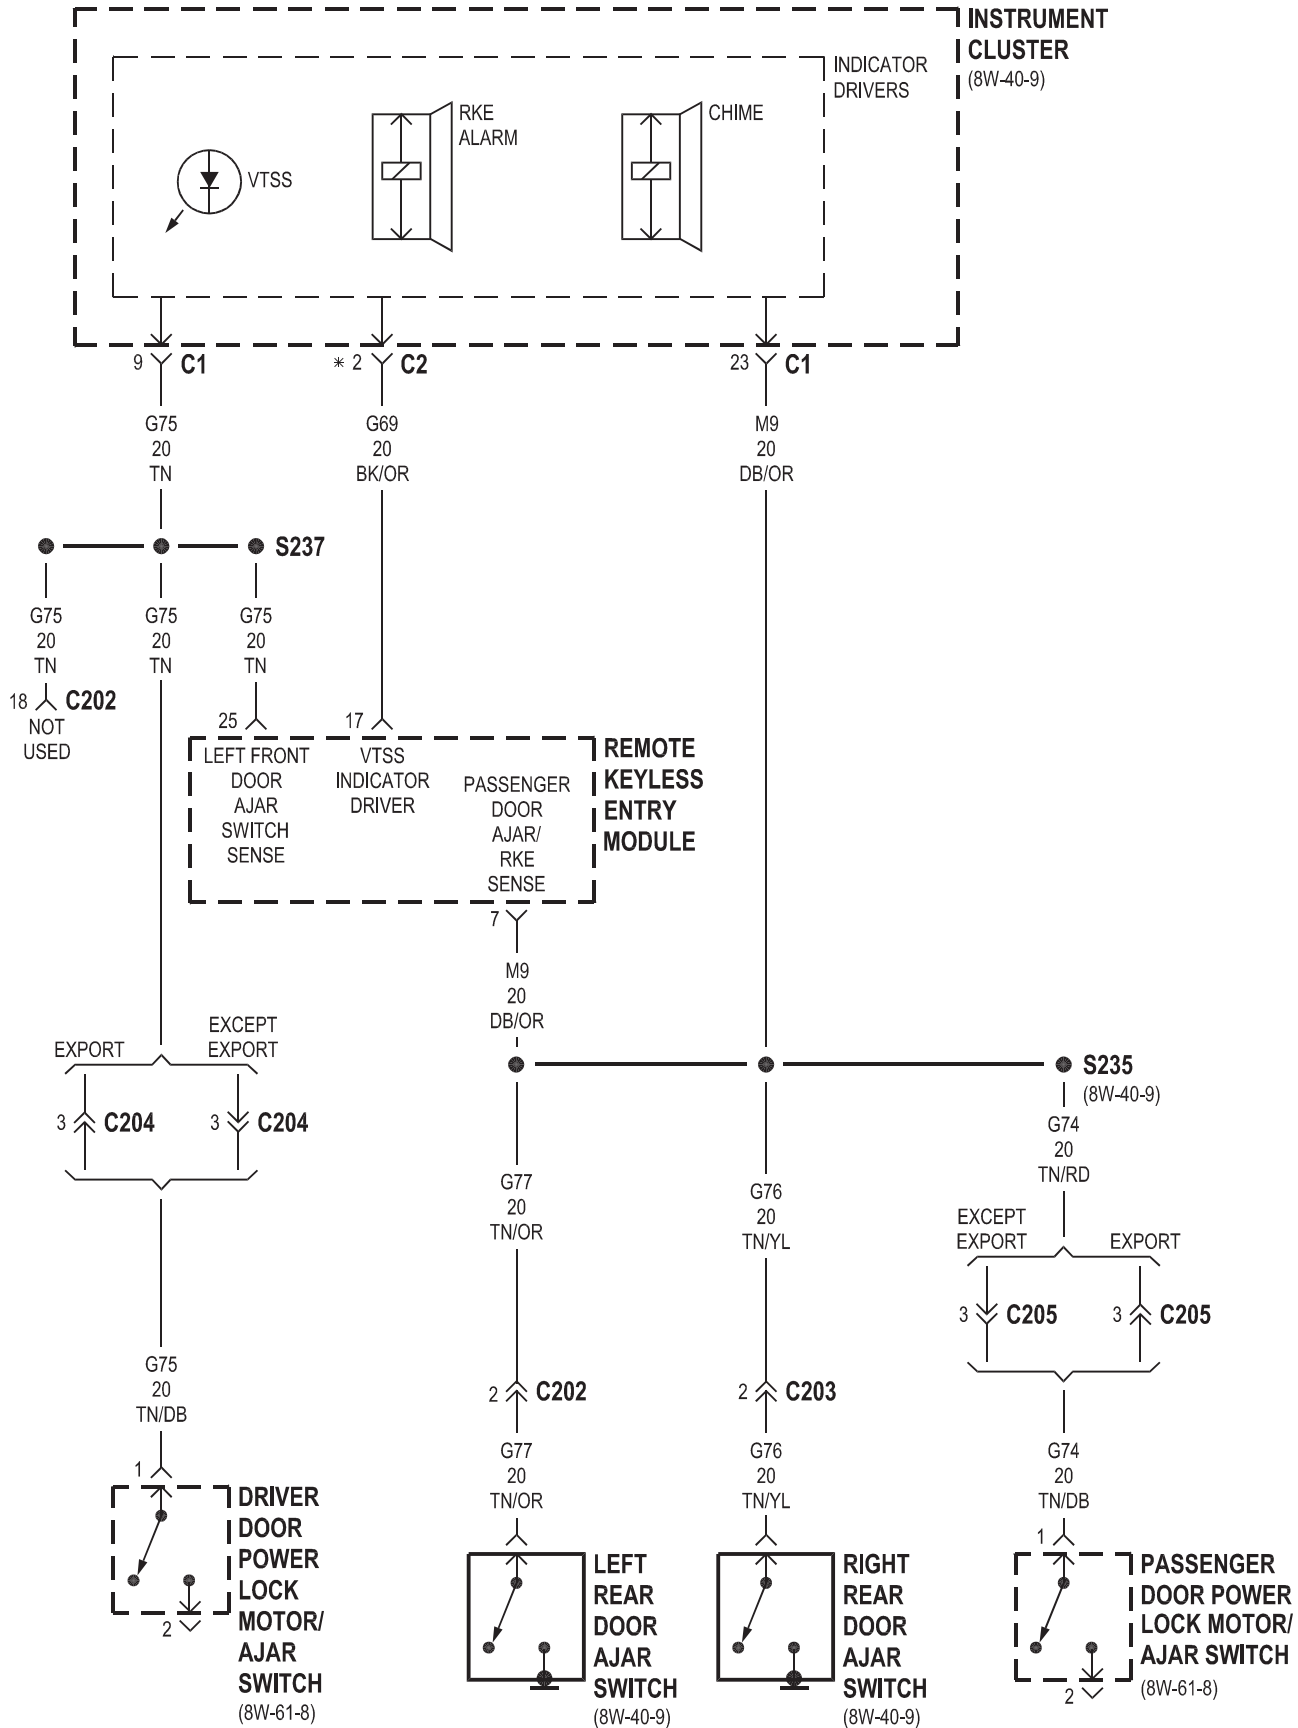 INSTRUMENT
CLUSTER
(8W-40-9)
INDICATOR
DRIVERS
RKE
ALARM
CHIME
VTSS
9 C1
* 2 C2
23 C1
G75
20
TN
G69
20
BK/OR
M9
20
DB/OR
S237
G75
20
TN
G75
20
TN
G75
20
TN
18 C202
NOT
USED
25
17
LEFT FRONT
DOOR
AJAR
SWITCH
SENSE
VTSS
INDICATOR
DRIVER
PASSENGER
DOOR
AJAR/
RKE
SENSE
REMOTE
KEYLESS
ENTRY
MODULE
7
M9
20
DB/OR
EXPORT
EXCEPT
EXPORT
S235
(8W-40-9)
3 C204
3 C204
G77
20
TN/OR
G76
20
TN/YL
G74
20
TN/RD
EXCEPT
EXPORT
EXPORT
3 C205
3 C205
G75
20
TN/DB
2 C202
2 C203
G77
20
TN/OR
G76
20
TN/YL
G74
20
TN/DB
1
DRIVER
DOOR
POWER
LOCK
MOTOR/
AJAR
SWITCH
(8W-61-8)
2
LEFT
REAR
DOOR
AJAR
SWITCH
(8W-40-9)
RIGHT
REAR
DOOR
AJAR
SWITCH
(8W-40-9)
1
PASSENGER
DOOR POWER
LOCK MOTOR/
AJAR SWITCH
(8W-61-8)
2